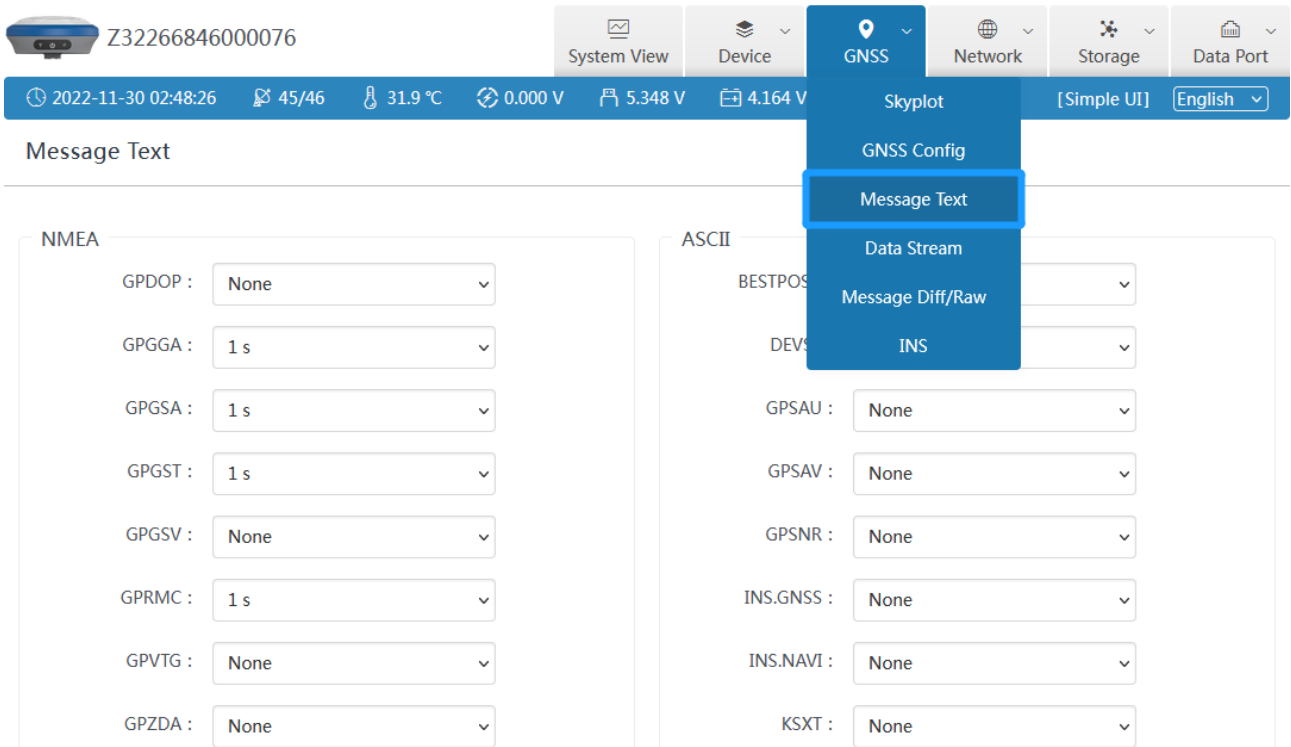 Z32266846000076
System View Device GNSS Network Storage Data Port
2022-11-30 02:48:26 45/46 31.9 ℃ 0.000 V 5.348 V 4.164 V [Simple UI] English
Skyplot
GNSS Config
Message Text
Data Stream
Message Diff/Raw
INS
Message Text
NMEA
GPDOP : None
GPGGA : 1 s
GPGSA : 1 s
GPGST : 1 s
GPGSV : None
GPRMC : 1 s
GPVTG : None
GPZDA : None
ASCII
BESTPOS
DEVS
GPSAU : None
GPSAV : None
GPSNR : None
INS.GNSS : None
INS.NAVI : None
KSXT : None